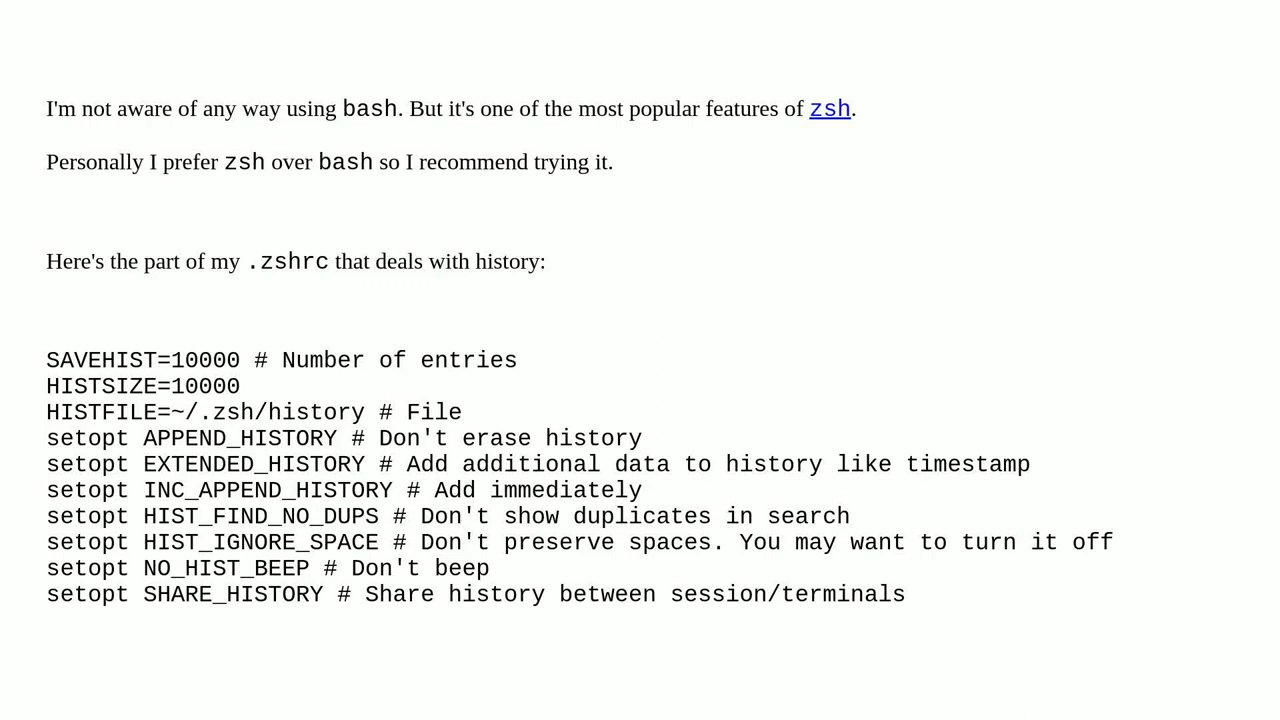 I'm not aware of any way using bash. But it's one of the most popular features of zsh.
Personally I prefer zsh over bash so I recommend trying it.
Here's the part of my .zshrc that deals with history:
SAVEHIST=10000 # Number of entries
HISTSIZE=10000
HISTFILE=~/.zsh/history # File
setopt APPEND_HISTORY # Don't erase history
setopt EXTENDED_HISTORY # Add additional data to history like timestamp
setopt INC_APPEND_HISTORY # Add immediately
setopt HIST_FIND_NO_DUPS # Don't show duplicates in search
setopt HIST_IGNORE_SPACE # Don't preserve spaces. You may want to turn it off
setopt NO_HIST_BEEP # Don't beep
setopt SHARE_HISTORY # Share history between session/terminals